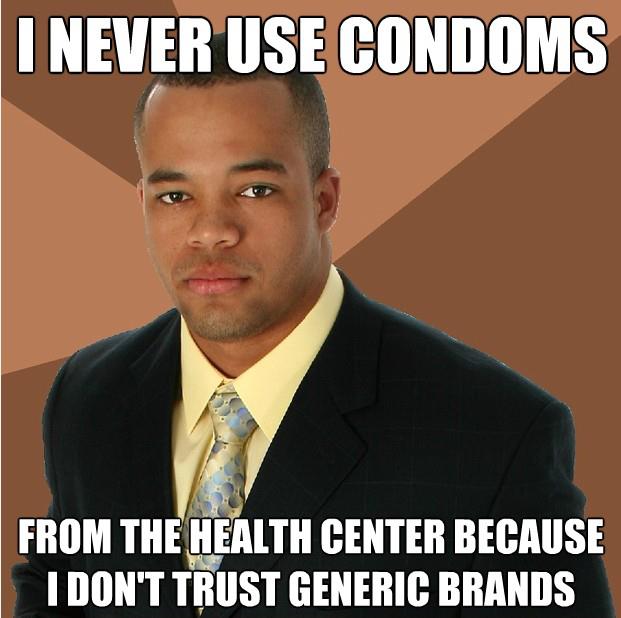 I NEVER USE CONDOMS
FROM THE HEALTH CENTER BECAUSE
I DON'T TRUST GENERIC BRANDS